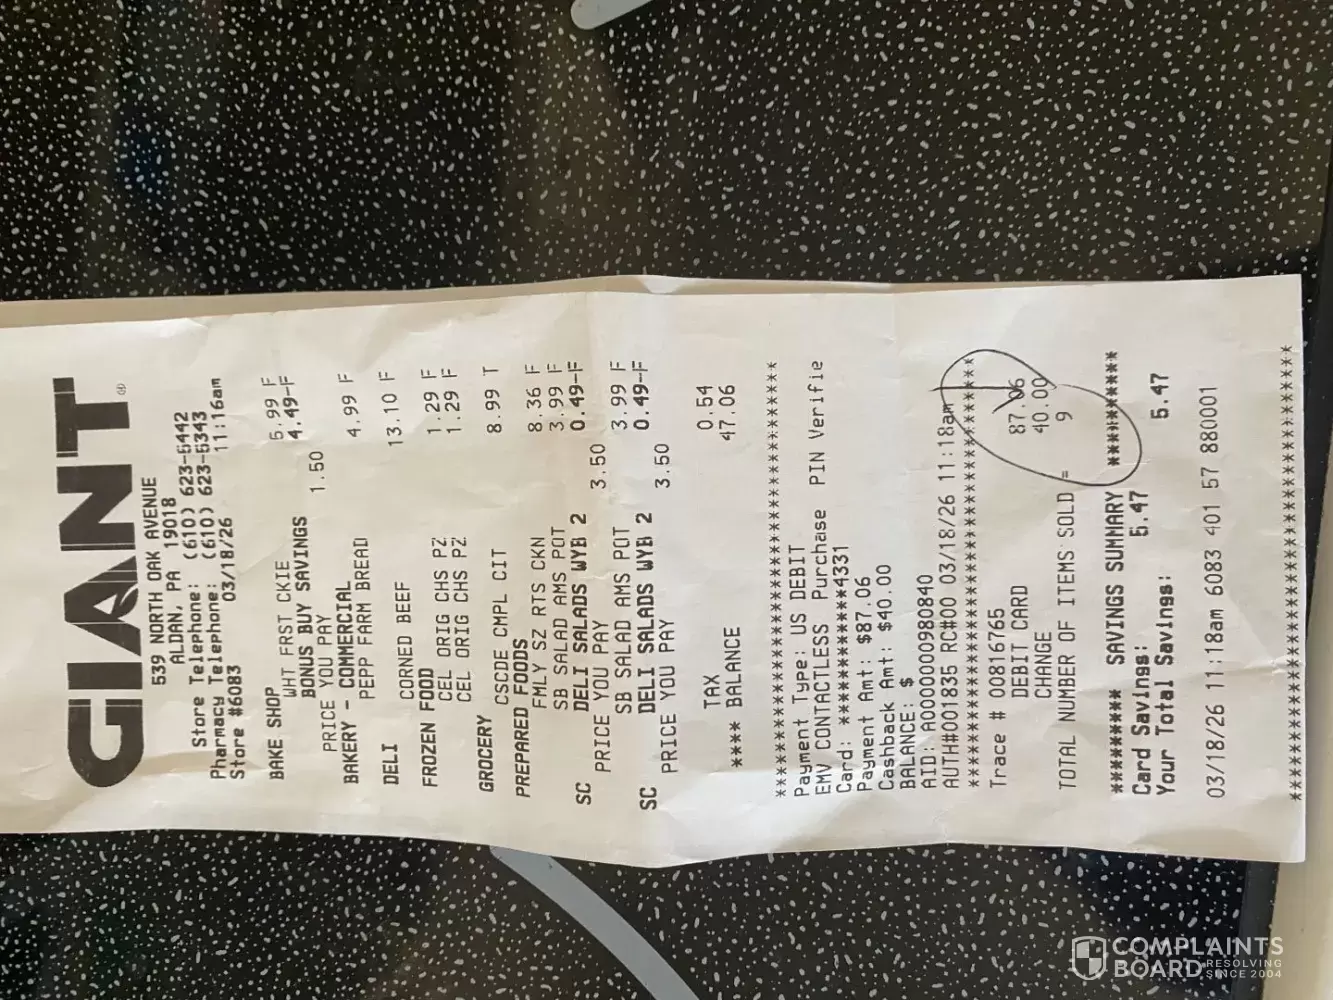 GIANT
®
539 NORTH OAK AVENUE
ALDAN, PA 19018
Store Telephone: (610) 623-5442
Pharmacy Telephone: (610) 623-5343
Store #6083 03/18/26 11:16am
BAKE SHOP
WHT FRST CKIE 5.99 F
BONUS BUY SAVINGS 4.49-F
PRICE YOU PAY 1.50
BAKERY - COMMERCIAL
PEPP FARM BREAD 4.99 F
DELI
CORNED BEEF 13.10 F
FROZEN FOOD
CEL ORIG CHS PZ 1.29 F
CEL ORIG CHS PZ 1.29 F
GROCERY
CSCDE CMPL CIT 8.99 T
PREPARED FOODS
FMLY SZ RTS CKN 8.36 F
SB SALAD AMS POT 3.99 F
SC DELI SALADS WYB 2 0.49-F
PRICE YOU PAY 3.50
SB SALAD AMS POT 3.99 F
SC DELI SALADS WYB 2 0.49-F
PRICE YOU PAY 3.50
TAX 0.54
**** BALANCE 47.06
******************************************
Payment Type: US DEBIT
EMV CONTACTLESS Purchase PIN Verifie
Card: ************4331
Payment Amt: $87.06
Cashback Amt: $40.00
BALANCE: $
AID: A0000000980840
AUTH#001835 RC#00 03/18/26 11:18am
******************************************
Trace # 00816765
DEBIT CARD 87.06
CHANGE 40.00
TOTAL NUMBER OF ITEMS SOLD = 9
********* SAVINGS SUMMARY **********
Card Savings: 5.47
Your Total Savings: 5.47
03/18/26 11:18am 6083 401 57 880001
******************************************
COMPLAINTS
BOARD RESOLVING
SINCE 2004